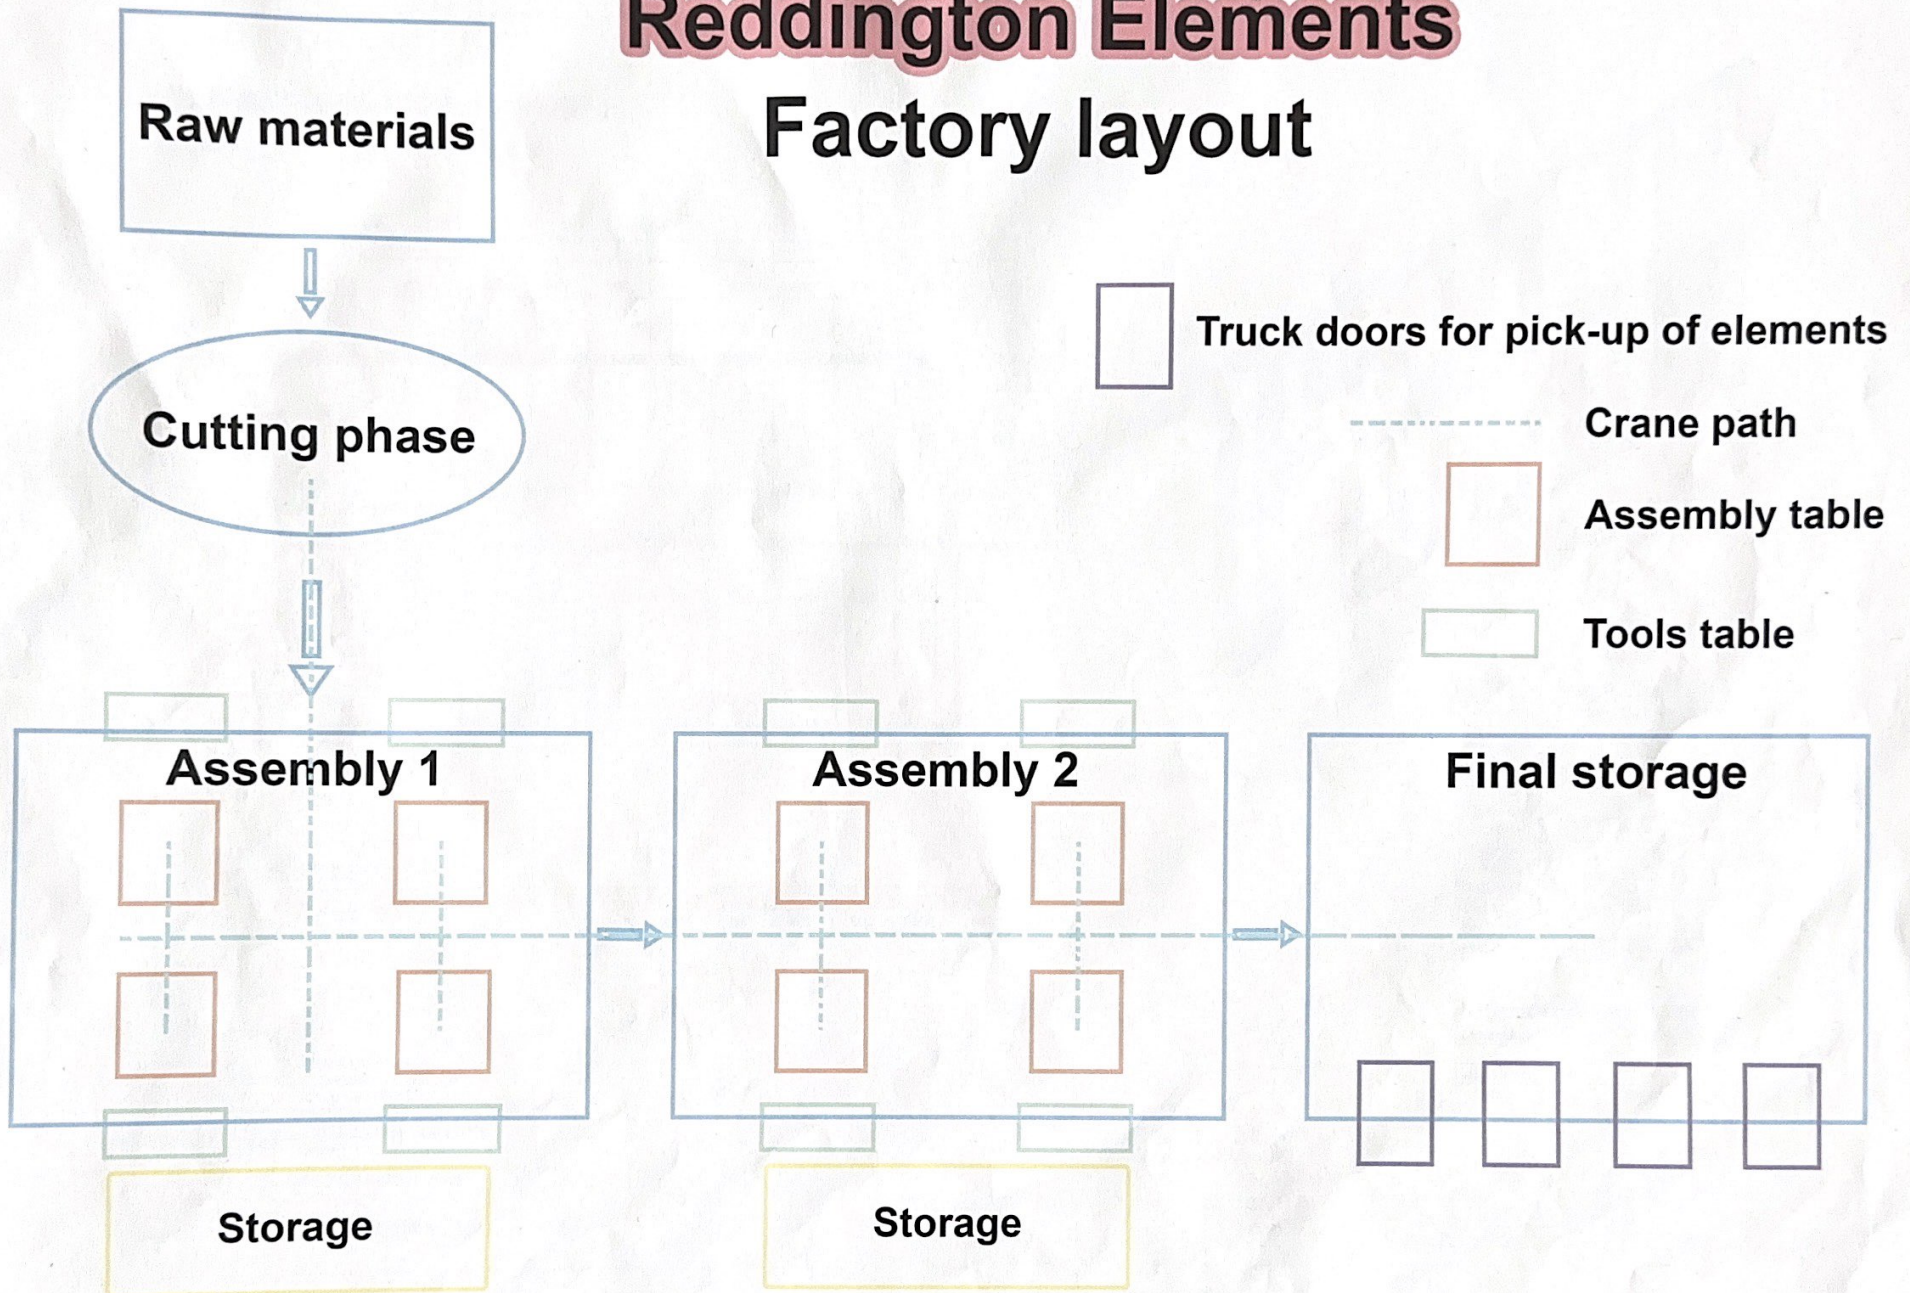 Reddington Elements
Factory layout
Raw materials
Cutting phase
Truck doors for pick-up of elements
Crane path
Assembly table
Tools table
Assembly 1
Assembly 2
Final storage
Storage
Storage